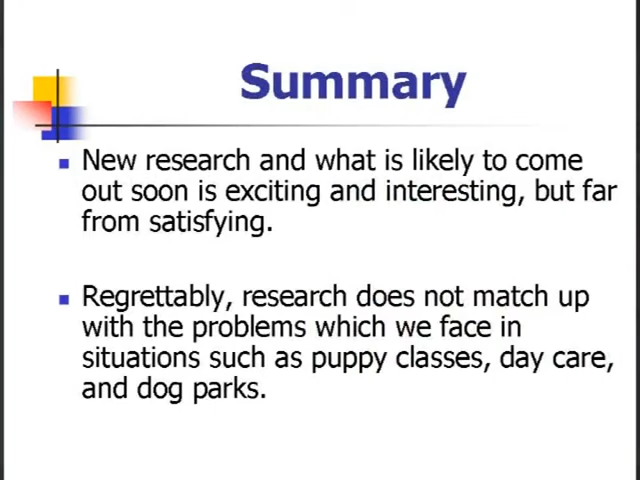 Summary
New research and what is likely to come
out soon is exciting and interesting, but far
from satisfying.
Regrettably, research does not match up
with the problems which we face in
situations such as puppy classes, day care,
and dog parks.